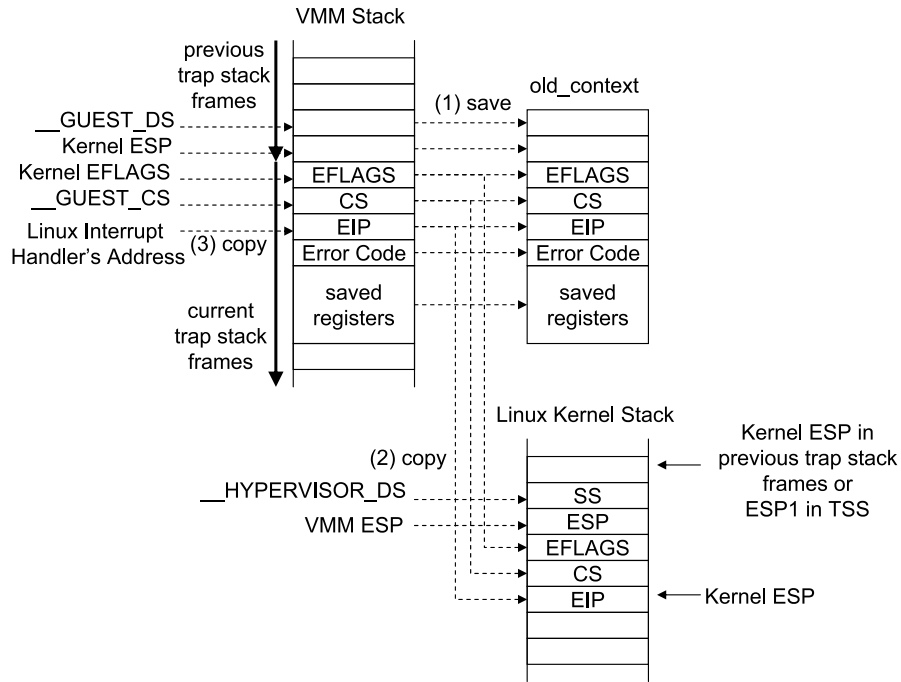 VMM Stack
previous
trap stack
frames
old_context
(1) save
__GUEST_DS
Kernel ESP
Kernel EFLAGS
EFLAGS
EFLAGS
__GUEST_CS
CS
CS
Linux Interrupt
Handler's Address
(3) copy
EIP
EIP
Error Code
Error Code
saved
registers
saved
registers
current
trap stack
frames
Linux Kernel Stack
Kernel ESP in
previous trap stack
frames or
ESP1 in TSS
(2) copy
__HYPERVISOR_DS
SS
VMM ESP
ESP
EFLAGS
CS
EIP
Kernel ESP